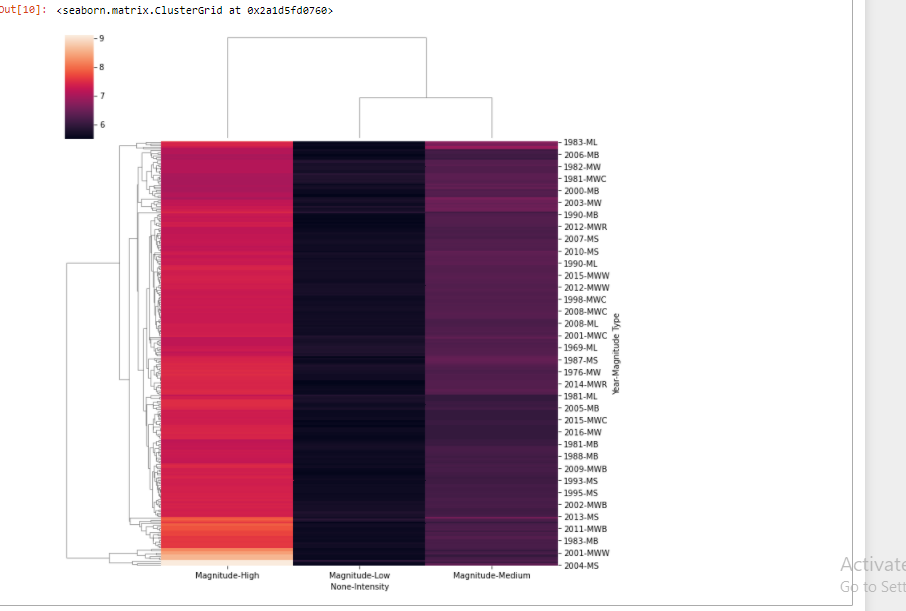 Out[10]: <seaborn.matrix.ClusterGrid at 0x2a1d5fd0760>
9
8
7
6
1983-ML
2006-MB
1982-MW
1981-MWC
2000-MB
2003-MW
1990-MB
2012-MWR
2007-MS
2010-MS
1990-ML
2015-MWW
2012-MWW
1998-MWC
2008-MWC
2008-ML
2001-MWC
1969-ML
1987-MS
1976-MW
2014-MWR
1981-ML
2005-MB
2015-MWC
2016-MW
1981-MB
1988-MB
2009-MWB
1993-MS
1995-MS
2002-MWB
2013-MS
2011-MWB
1983-MB
2001-MWW
2004-MS
Year-Magnitude Type
Magnitude-High Magnitude-Low Magnitude-Medium
None-Intensity
Activate
Go to Sett